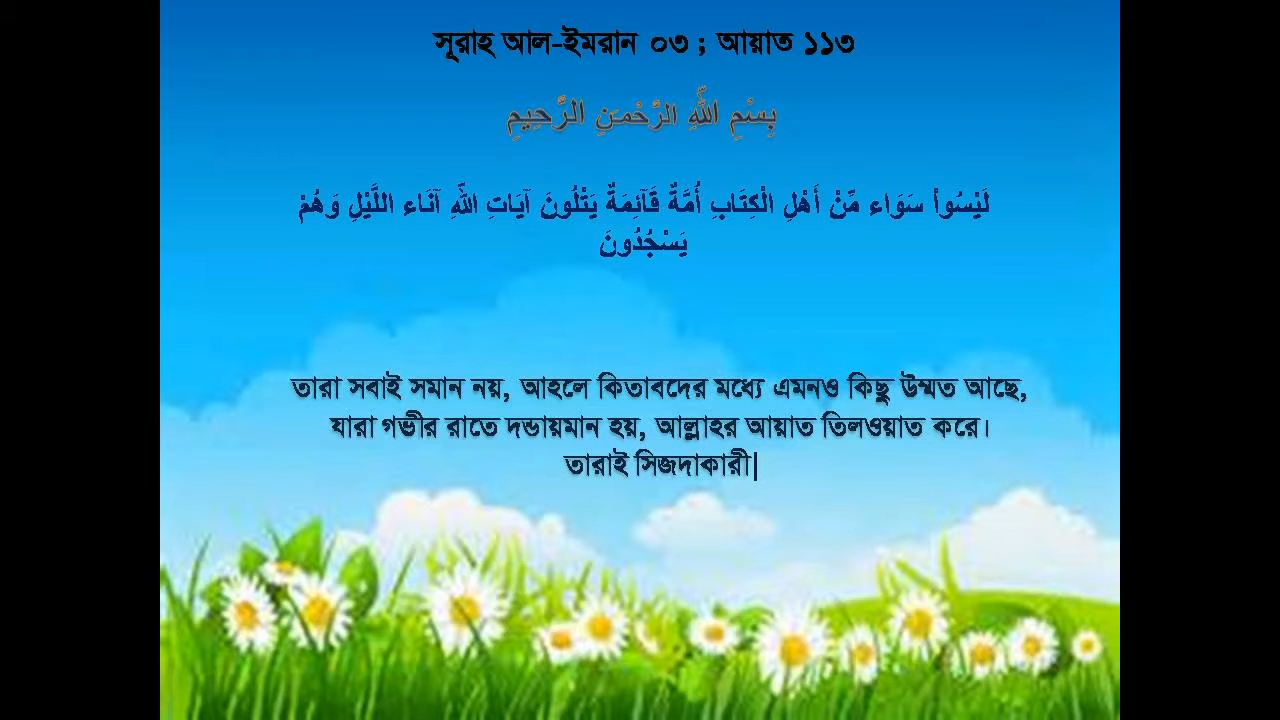 সূরাহ আল-ইমরান ০৩ ; আয়াত ১১৩
بِسْمِ اللّهِ الرَّحْمـَنِ الرَّحِيمِ
لَيْسُواْ سَوَاء مِّنْ أَهْلِ الْكِتَابِ أُمَّةٌ قَآئِمَةٌ يَتْلُونَ آيَاتِ اللّهِ آنَاء اللَّيْلِ وَهُمْ
يَسْجُدُونَ
তারা সবাই সমান নয়, আহলে কিতাবদের মধ্যে এমনও কিছু উম্মত আছে,
যারা গভীর রাতে দন্ডায়মান হয়, আল্লাহর আয়াত তিলওয়াত করে।
তারাই সিজদাকারী|